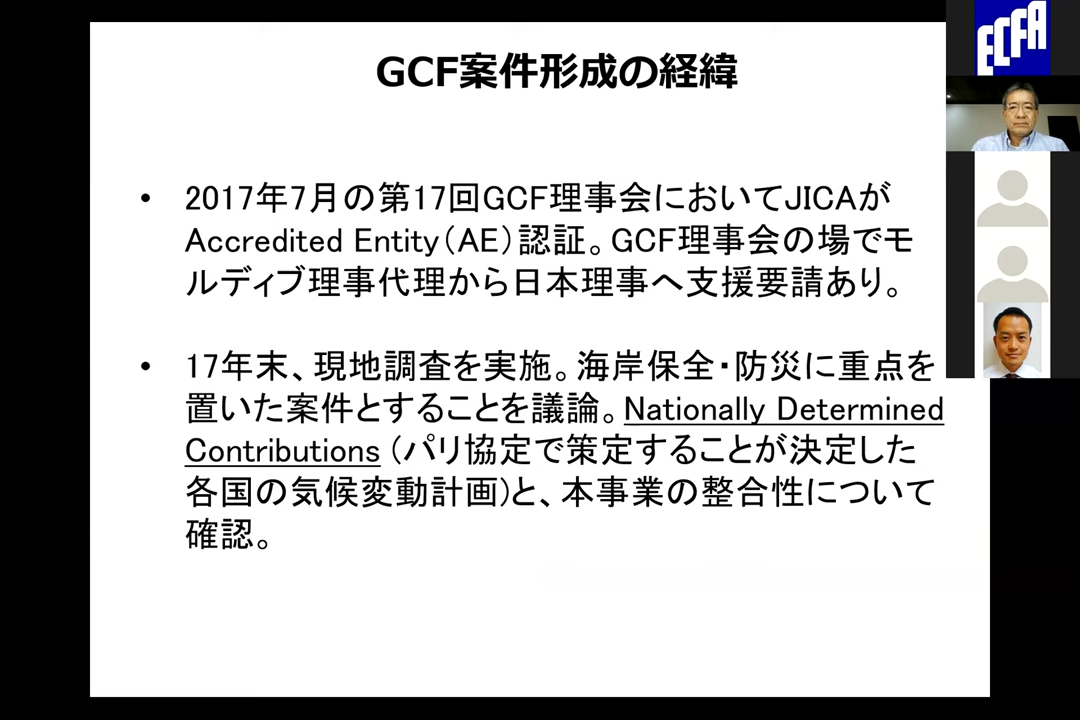 GCF案件形成の経緯
• 2017年7月の第17回GCF理事会においてJICAが
Accredited Entity（AE）認証。GCF理事会の場でモ
ルディブ理事代理から日本理事へ支援要請あり。
• 17年末、現地調査を実施。海岸保全・防災に重点を
置いた案件とすることを議論。Nationally Determined
Contributions (パリ協定で策定することが決定した
各国の気候変動計画)と、本事業の整合性について
確認。
ECFA